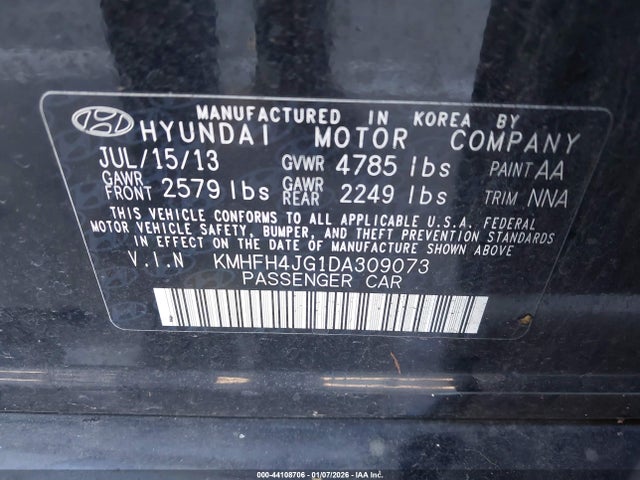 MANUFACTURED IN KOREA BY
HYUNDAI MOTOR COMPANY
JUL/15/13 GVWR 4785 lbs PAINT AA
GAWR FRONT 2579 lbs GAWR REAR 2249 lbs TRIM NNA
THIS VEHICLE CONFORMS TO ALL APPLICABLE U.S.A. FEDERAL
MOTOR VEHICLE SAFETY, BUMPER, AND THEFT PREVENTION STANDARDS
IN EFFECT ON THE DATE OF MANUFACTURE SHOWN ABOVE
V.I.N KMHFH4JG1DA309073
PASSENGER CAR
000-44108706 - 01/07/2026 - IAA Inc.